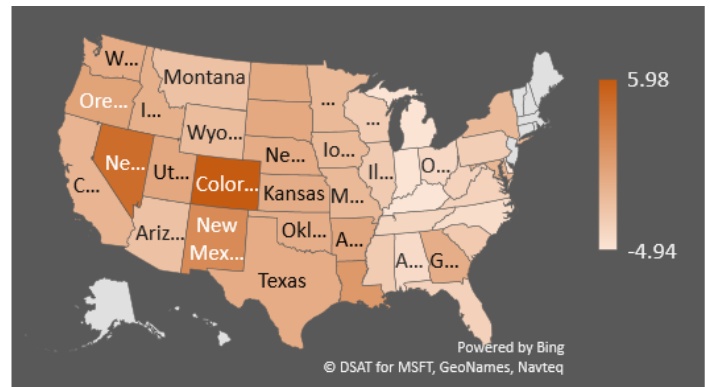 5.98
W...
Montana
Ore...
I...
...
...
Wyo...
Ne...
Ne...
Io...
Ut...
Color...
Il...
O...
C...
Kansas
M...
Ariz...
New
Mex...
Okl...
A...
A...
G...
-4.94
Texas
Powered by Bing
© DSAT for MSFT, GeoNames, Navteq